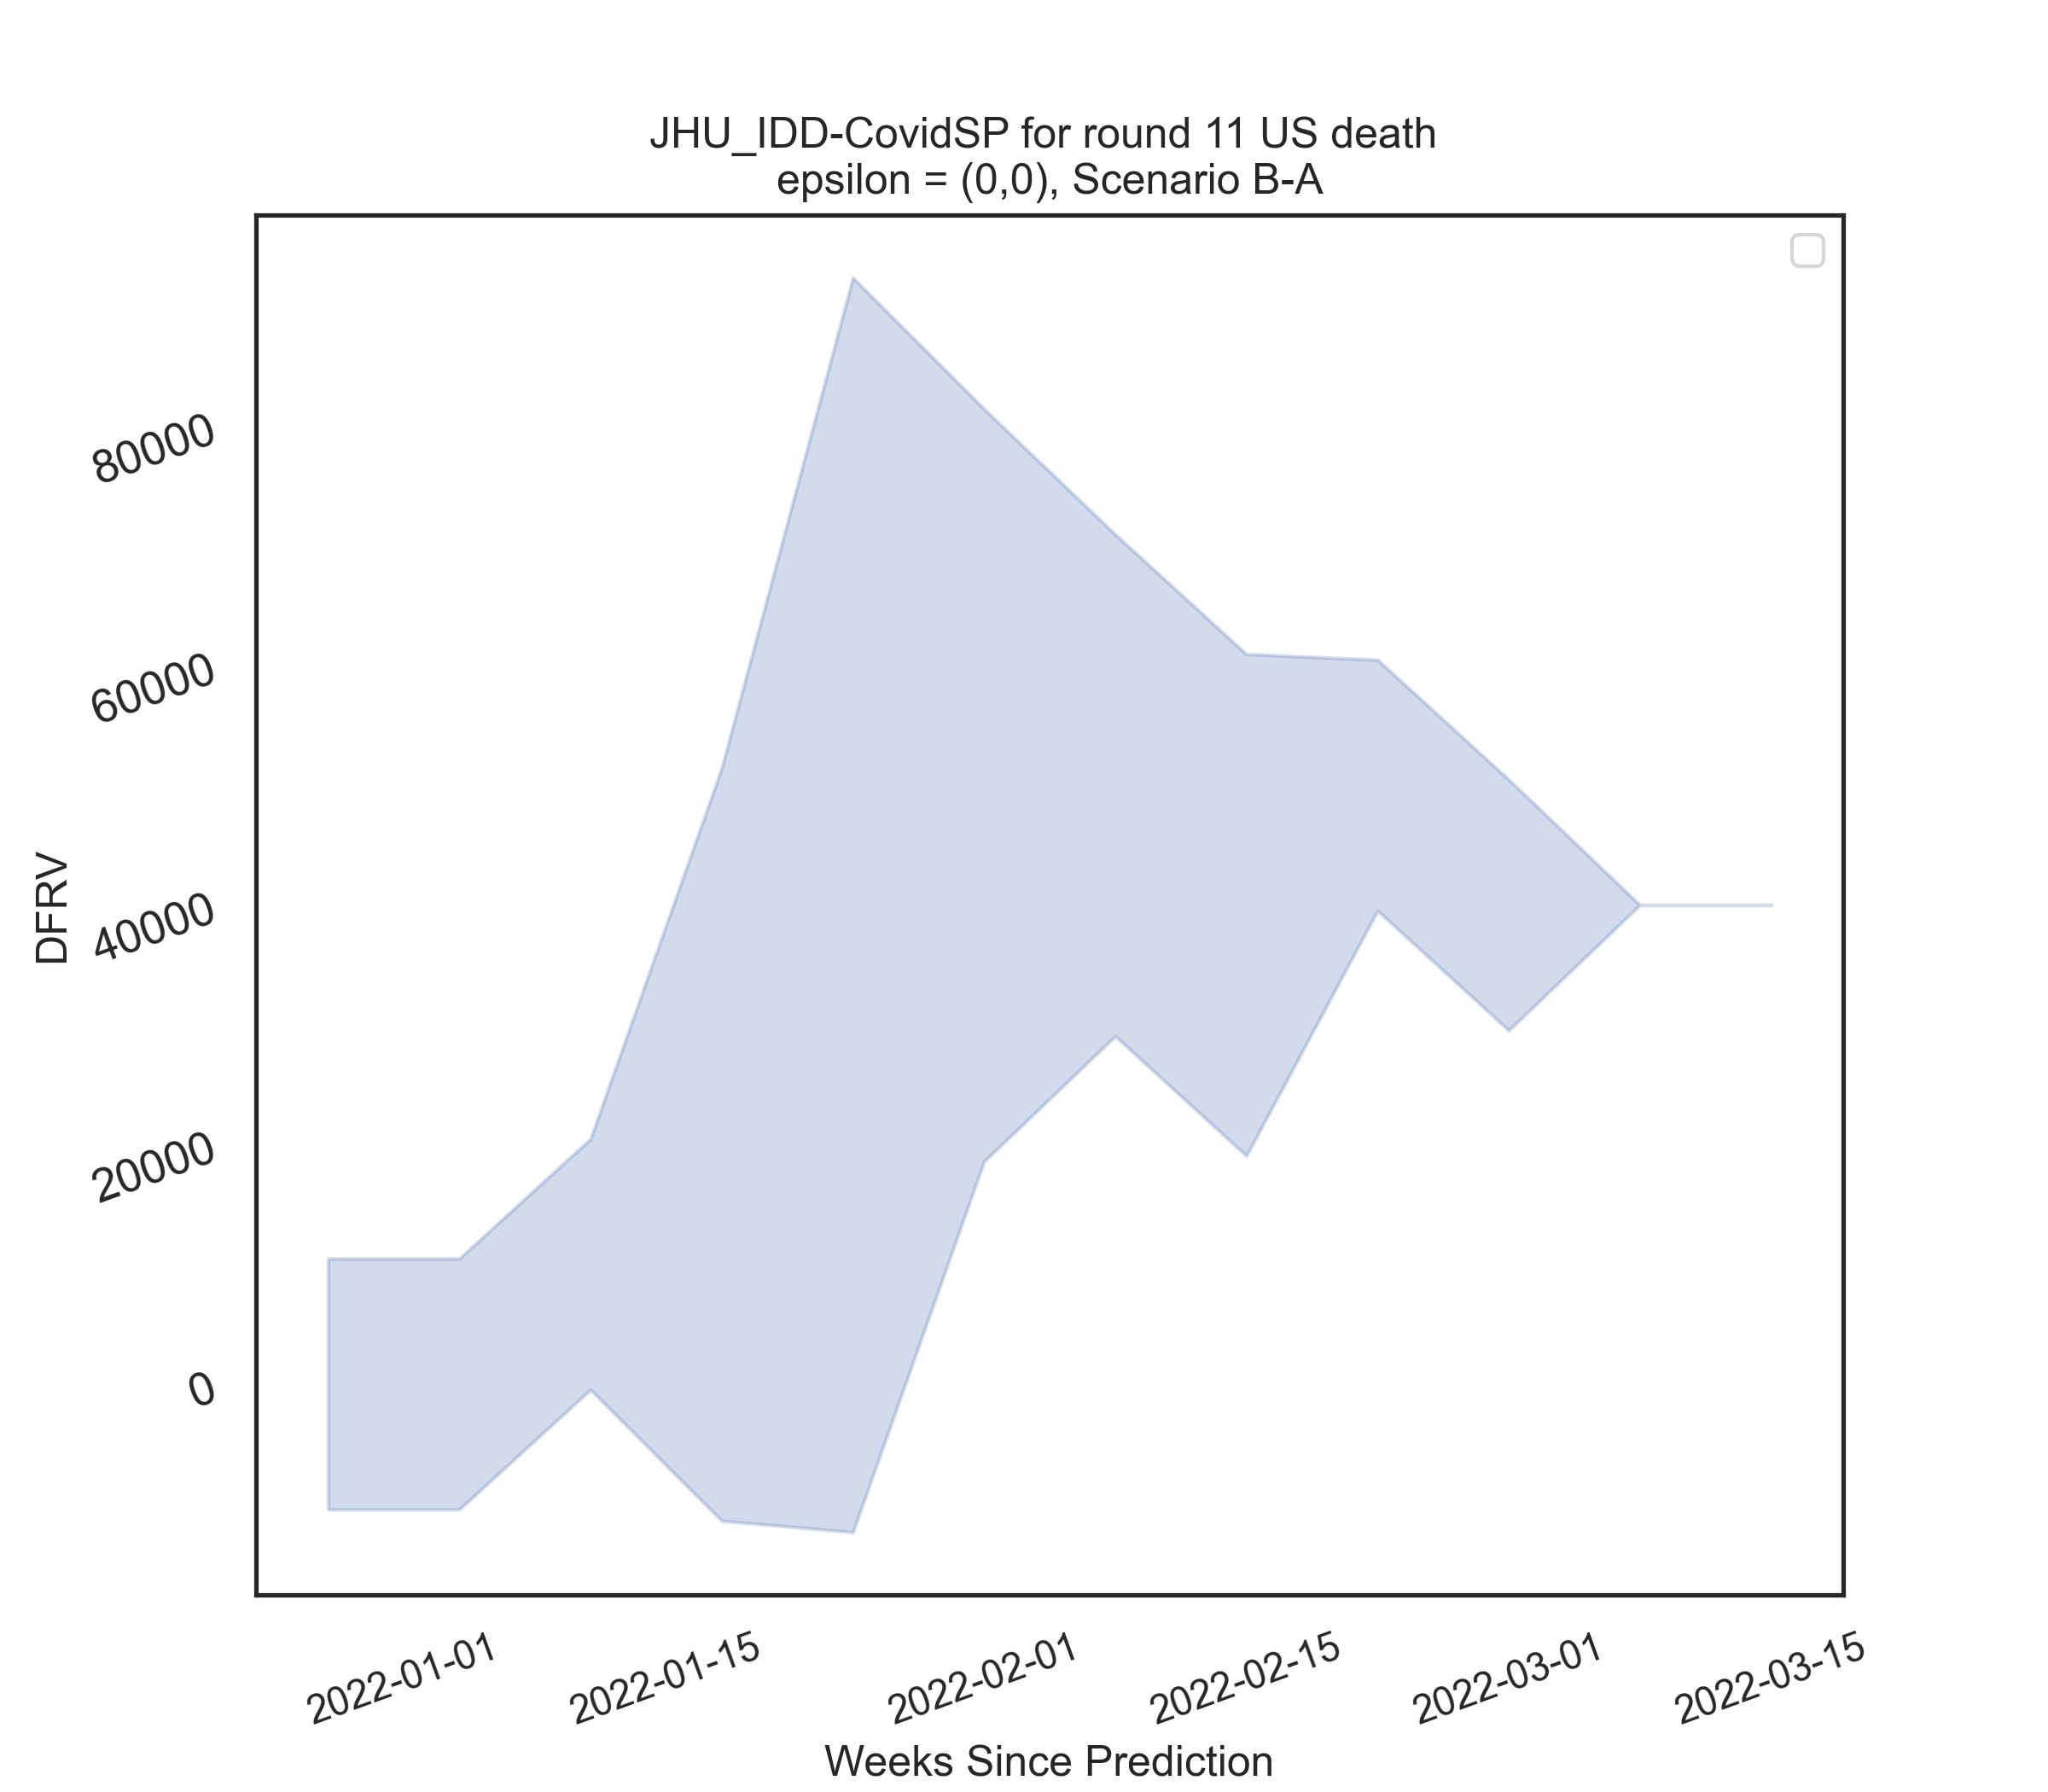 JHU_IDD-CovidSP for round 11 US death
epsilon = (0,0), Scenario B-A
DFRV
80000
60000
40000
20000
0
2022-01-01
2022-01-15
2022-02-01
2022-02-15
2022-03-01
2022-03-15
Weeks Since Prediction